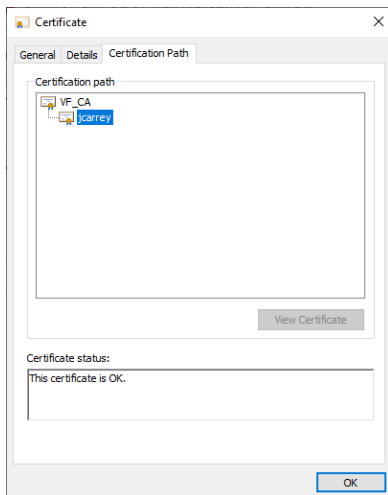 Certificate
General Details Certification Path
Certification path
VF_CA
jcarrey
View Certificate
Certificate status:
This certificate is OK.
OK